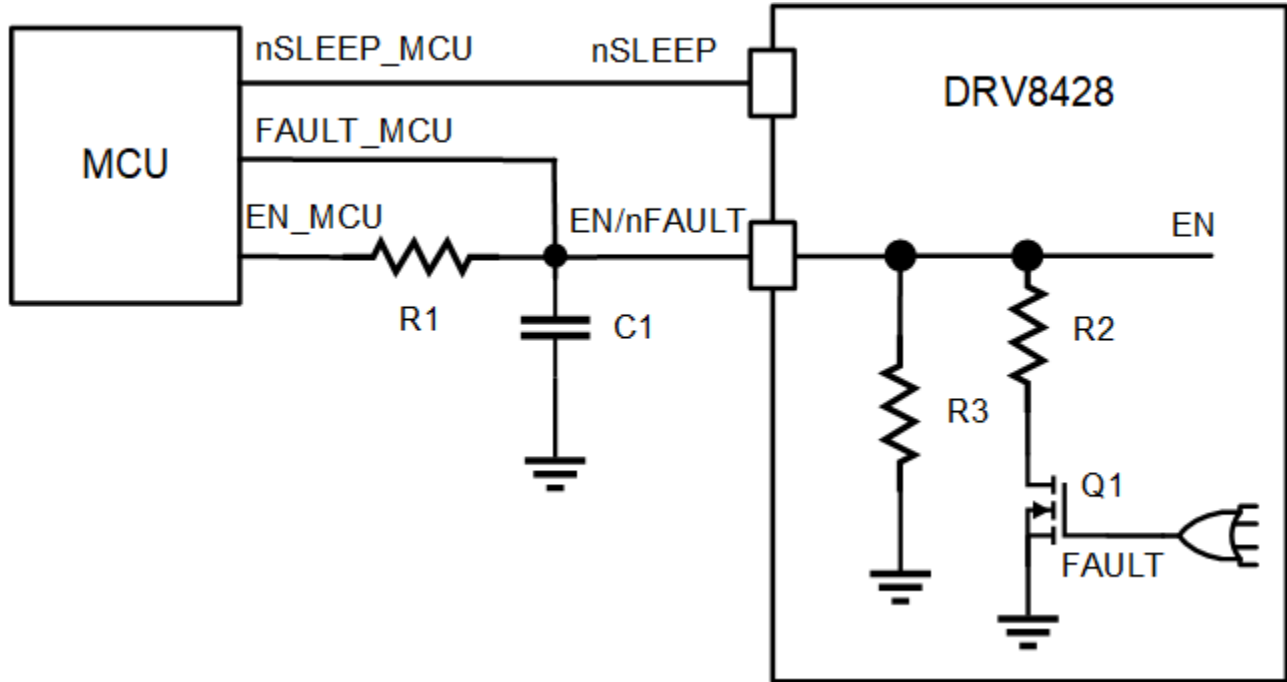 nSLEEP_MCU
nSLEEP
DRV8428
FAULT_MCU
MCU
EN_MCU
EN/nFAULT
EN
R1
C1
R2
R3
Q1
FAULT